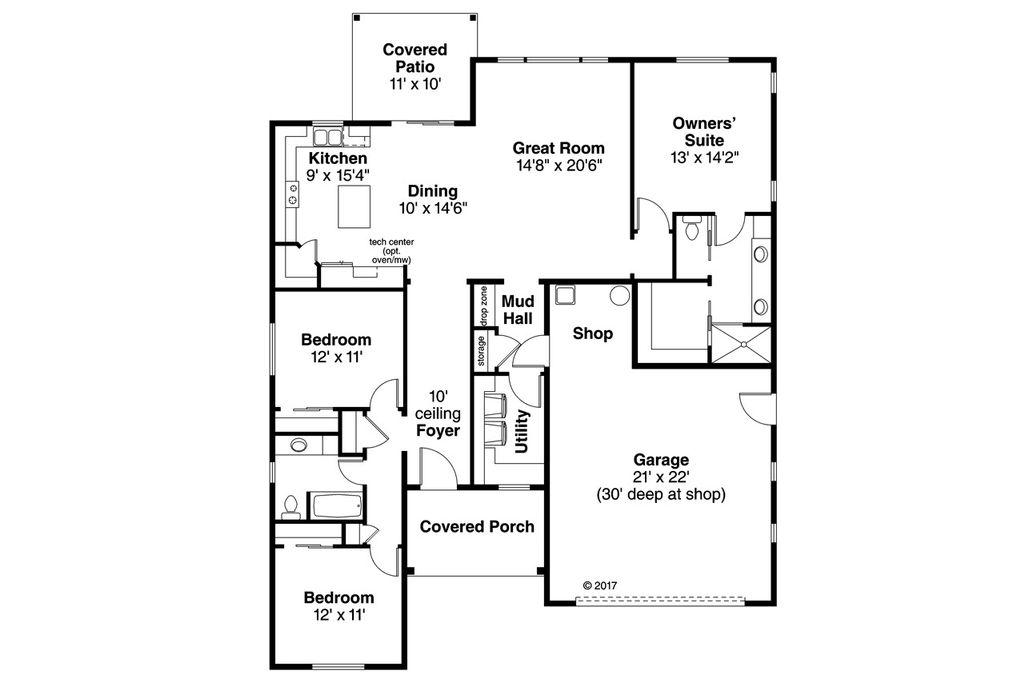 Covered
Patio
11' x 10'
Kitchen
9' x 15'4"
Dining
10' x 14'6"
Great Room
14'8" x 20'6"
Owners'
Suite
13' x 14'2"
tech center
(opt.
oven/mw)
drop zone
Mud
Hall
storage
Shop
Bedroom
12' x 11'
10'
ceiling
Foyer
Utility
Garage
21' x 22'
(30' deep at shop)
Covered Porch
Bedroom
12' x 11'
© 2017